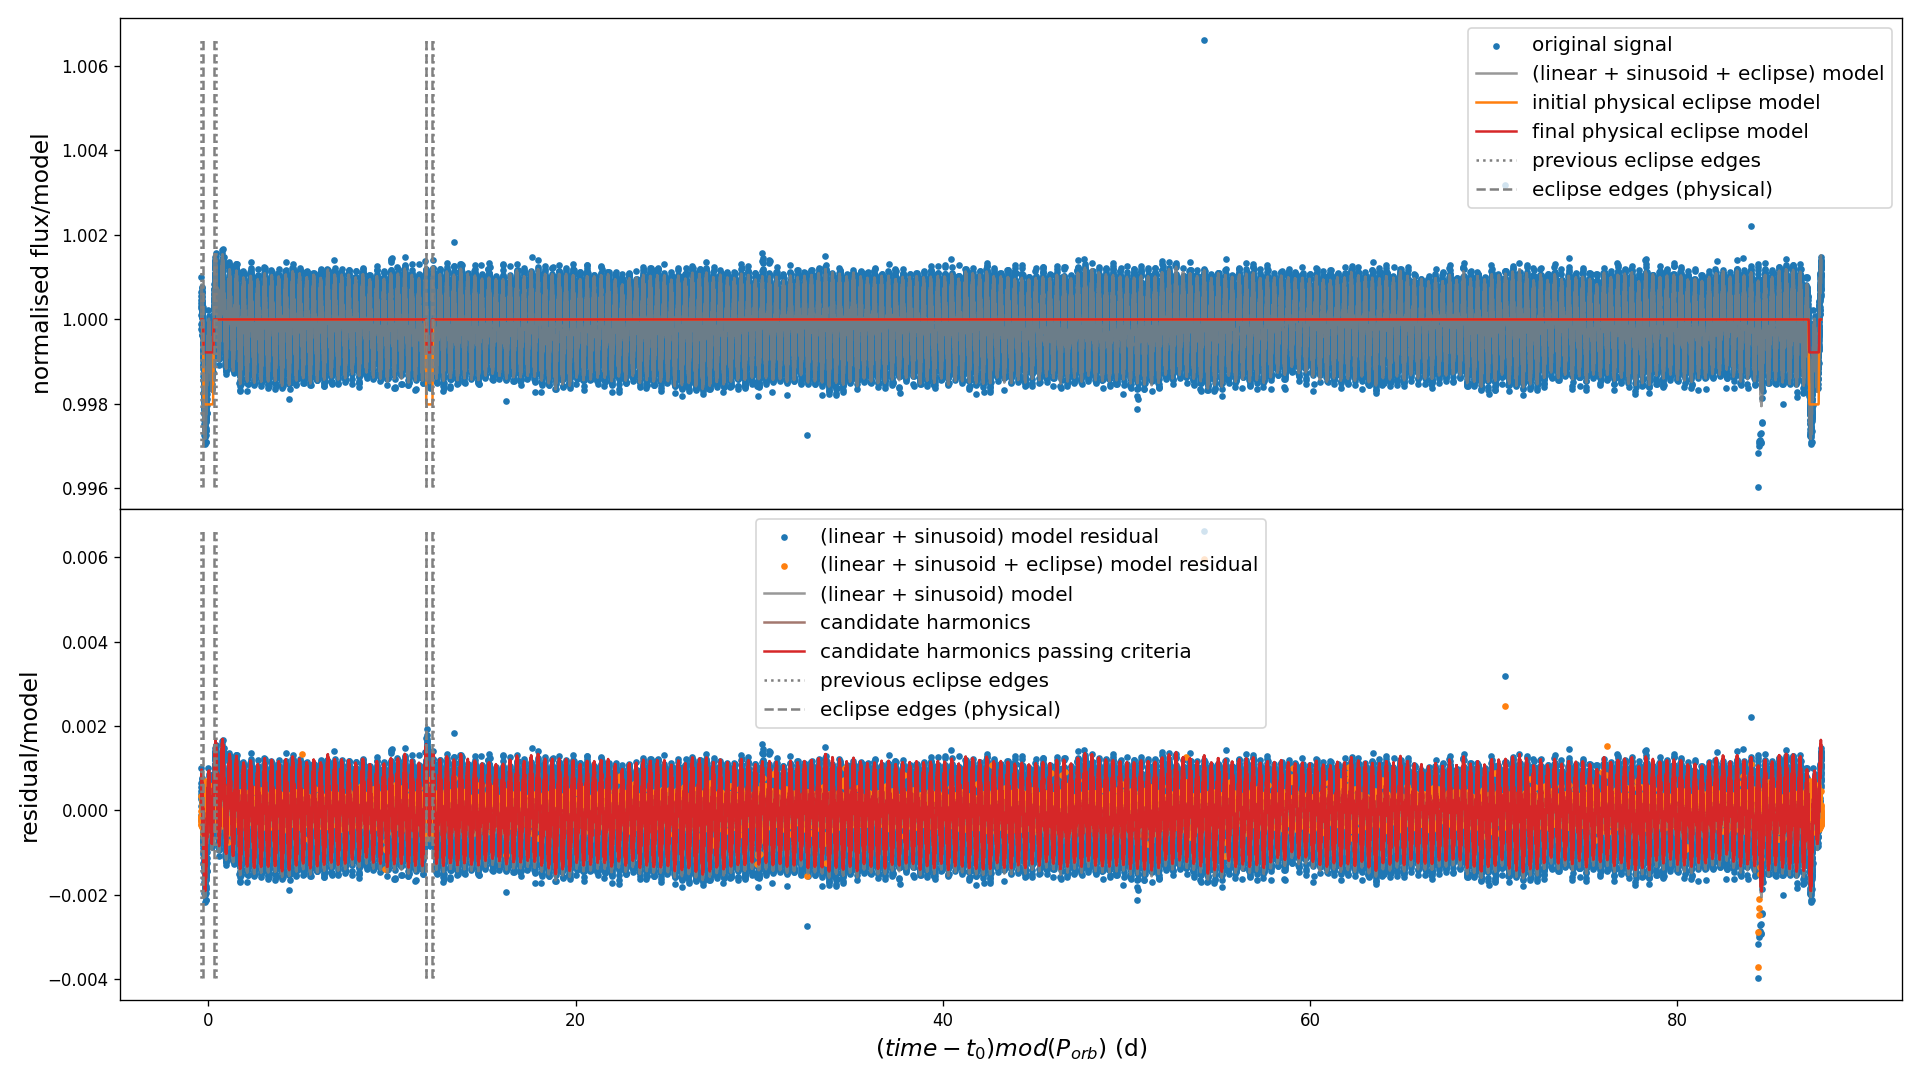 normalised flux/model
1.006
1.004
1.002
1.000
0.998
0.996
original signal
(linear + sinusoid + eclipse) model
initial physical eclipse model
final physical eclipse model
previous eclipse edges
eclipse edges (physical)
residual/model
0.006
0.004
0.002
0.000
−0.002
−0.004
(linear + sinusoid) model residual
(linear + sinusoid + eclipse) model residual
(linear + sinusoid) model
candidate harmonics
candidate harmonics passing criteria
previous eclipse edges
eclipse edges (physical)
0 20 40 60 80
(time − t₀)mod(Pₒᵣb) (d)